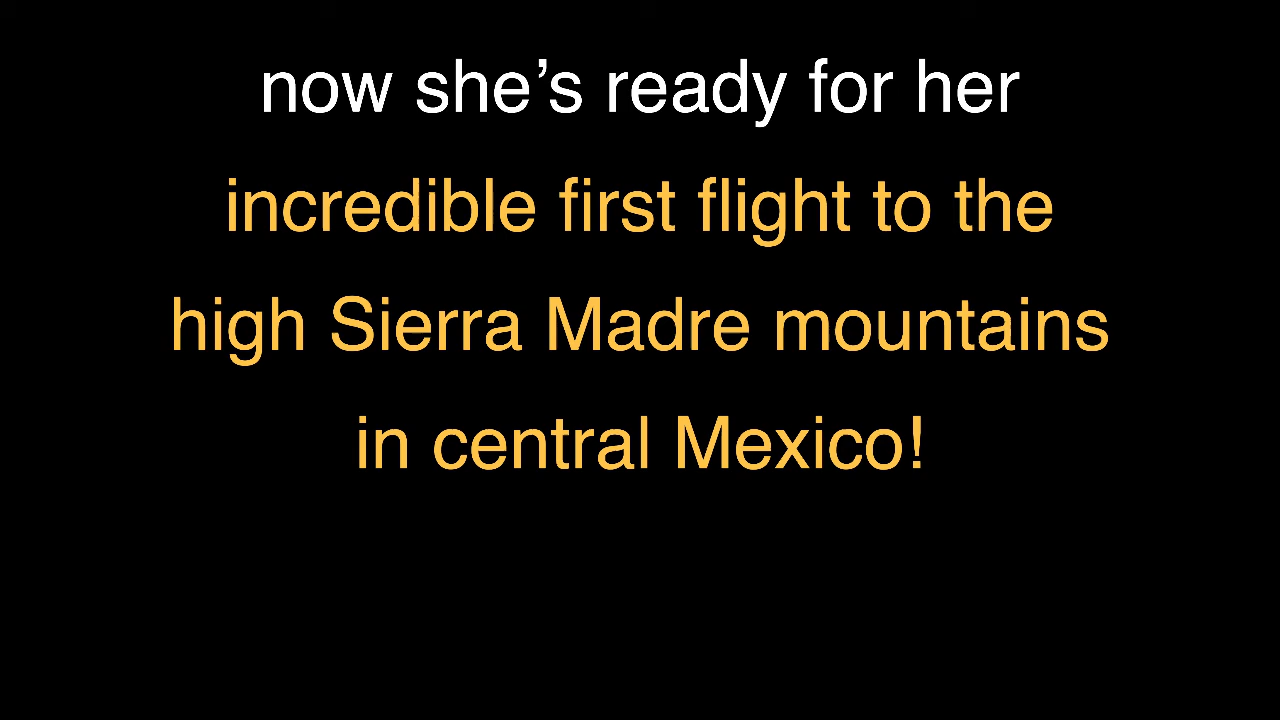 now she’s ready for her
incredible first flight to the
high Sierra Madre mountains
in central Mexico!